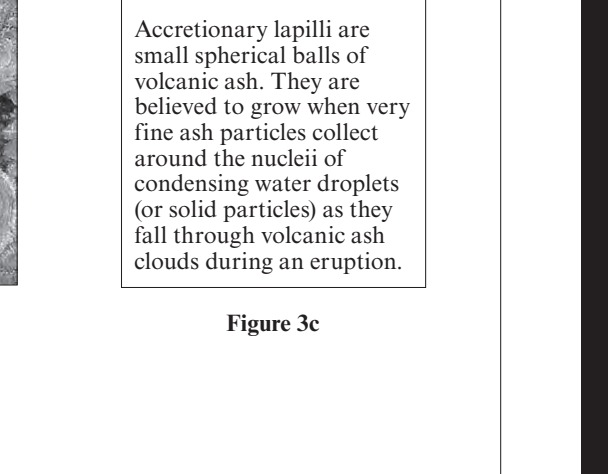 Accretionary lapilli are
small spherical balls of
volcanic ash. They are
believed to grow when very
fine ash particles collect
around the nucleii of
condensing water droplets
(or solid particles) as they
fall through volcanic ash
clouds during an eruption.
Figure 3c